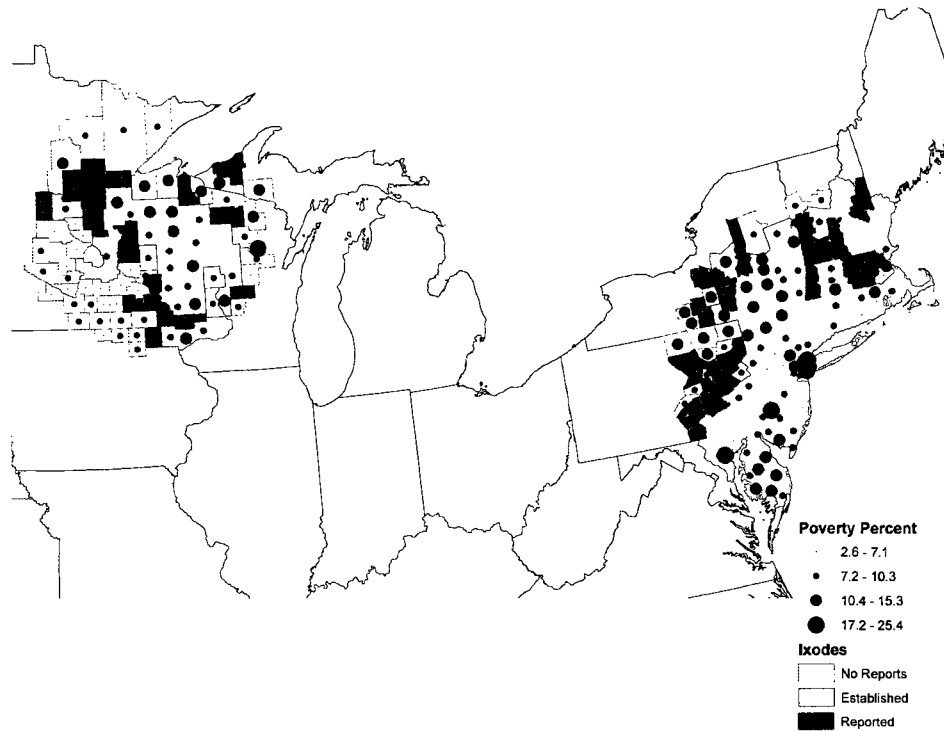 Poverty Percent
2.6 - 7.1
7.2 - 10.3
10.4 - 15.3
17.2 - 25.4
Ixodes
No Reports
Established
Reported